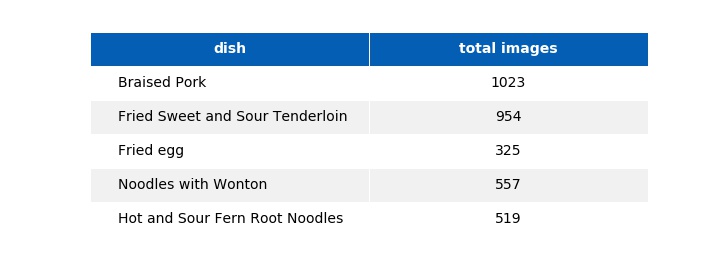 dish total images
Braised Pork 1023
Fried Sweet and Sour Tenderloin 954
Fried egg 325
Noodles with Wonton 557
Hot and Sour Fern Root Noodles 519